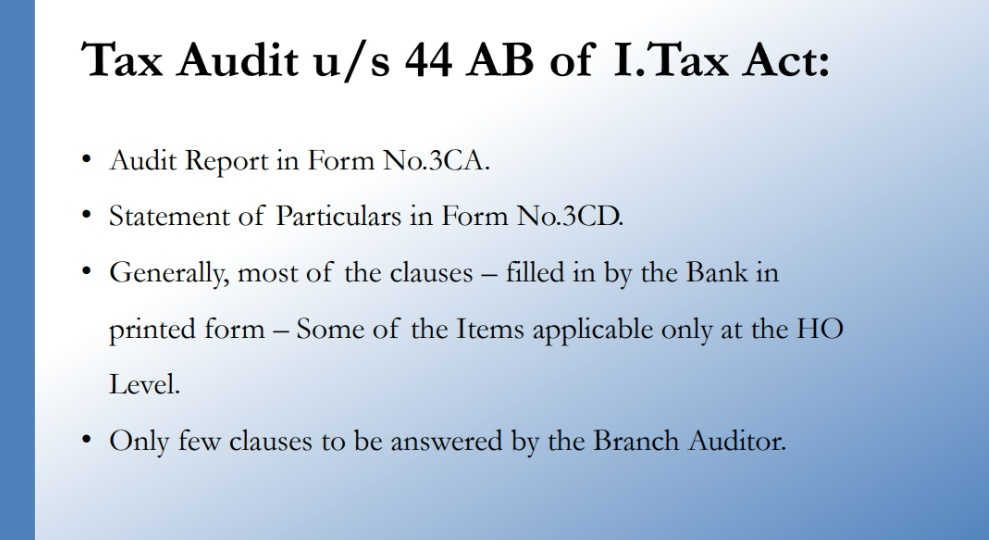 Tax Audit u/s 44 AB of I.Tax Act:
• Audit Report in Form No.3CA.
• Statement of Particulars in Form No.3CD.
• Generally, most of the clauses – filled in by the Bank in
printed form – Some of the Items applicable only at the HO
Level.
• Only few clauses to be answered by the Branch Auditor.